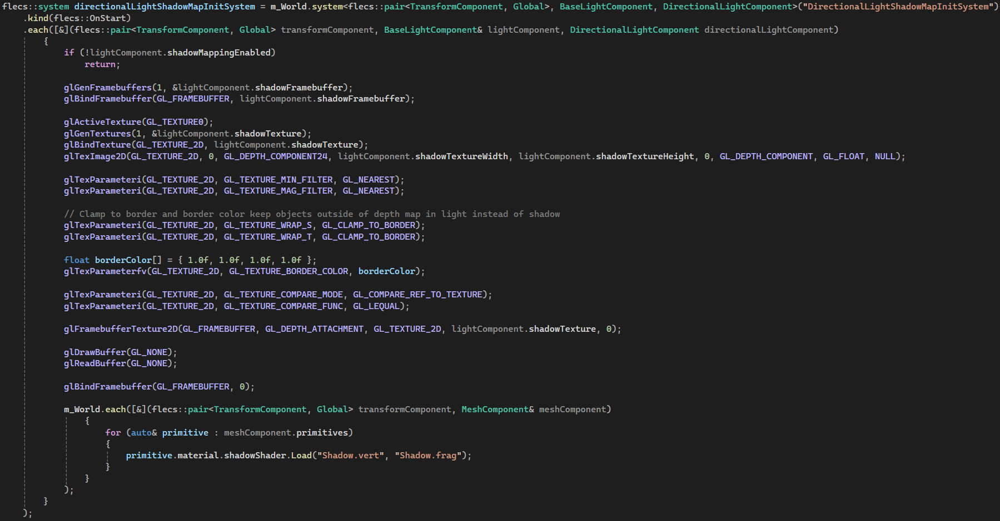 flecs::system directionalLightShadowMapInitSystem = m_World.system<flecs::pair<TransformComponent, Global>, BaseLightComponent, DirectionalLightComponent>("DirectionalLightShadowMapInitSystem")
    .kind(flecs::OnStart)
    .each([&](flecs::pair<TransformComponent, Global> transformComponent, BaseLightComponent& lightComponent, DirectionalLightComponent directionalLightComponent)
        {
            if (!lightComponent.shadowMappingEnabled)
                return;

            glGenFramebuffers(1, &lightComponent.shadowFramebuffer);
            glBindFramebuffer(GL_FRAMEBUFFER, lightComponent.shadowFramebuffer);

            glActiveTexture(GL_TEXTURE0);
            glGenTextures(1, &lightComponent.shadowTexture);
            glBindTexture(GL_TEXTURE_2D, lightComponent.shadowTexture);
            glTexImage2D(GL_TEXTURE_2D, 0, GL_DEPTH_COMPONENT24, lightComponent.shadowTextureWidth, lightComponent.shadowTextureHeight, 0, GL_DEPTH_COMPONENT, GL_FLOAT, NULL);

            glTexParameteri(GL_TEXTURE_2D, GL_TEXTURE_MIN_FILTER, GL_NEAREST);
            glTexParameteri(GL_TEXTURE_2D, GL_TEXTURE_MAG_FILTER, GL_NEAREST);

            // Clamp to border and border color keep objects outside of depth map in light instead of shadow
            glTexParameteri(GL_TEXTURE_2D, GL_TEXTURE_WRAP_S, GL_CLAMP_TO_BORDER);
            glTexParameteri(GL_TEXTURE_2D, GL_TEXTURE_WRAP_T, GL_CLAMP_TO_BORDER);

            float borderColor[] = { 1.0f, 1.0f, 1.0f, 1.0f };
            glTexParameterfv(GL_TEXTURE_2D, GL_TEXTURE_BORDER_COLOR, borderColor);

            glTexParameteri(GL_TEXTURE_2D, GL_TEXTURE_COMPARE_MODE, GL_COMPARE_REF_TO_TEXTURE);
            glTexParameteri(GL_TEXTURE_2D, GL_TEXTURE_COMPARE_FUNC, GL_LEQUAL);

            glFramebufferTexture2D(GL_FRAMEBUFFER, GL_DEPTH_ATTACHMENT, GL_TEXTURE_2D, lightComponent.shadowTexture, 0);

            glDrawBuffer(GL_NONE);
            glReadBuffer(GL_NONE);

            glBindFramebuffer(GL_FRAMEBUFFER, 0);

            m_World.each([&](flecs::pair<TransformComponent, Global> transformComponent, MeshComponent& meshComponent)
                {
                    for (auto& primitive : meshComponent.primitives)
                    {
                        primitive.material.shadowShader.Load("Shadow.vert", "Shadow.frag");
                    }
                }
            );
        }
    );